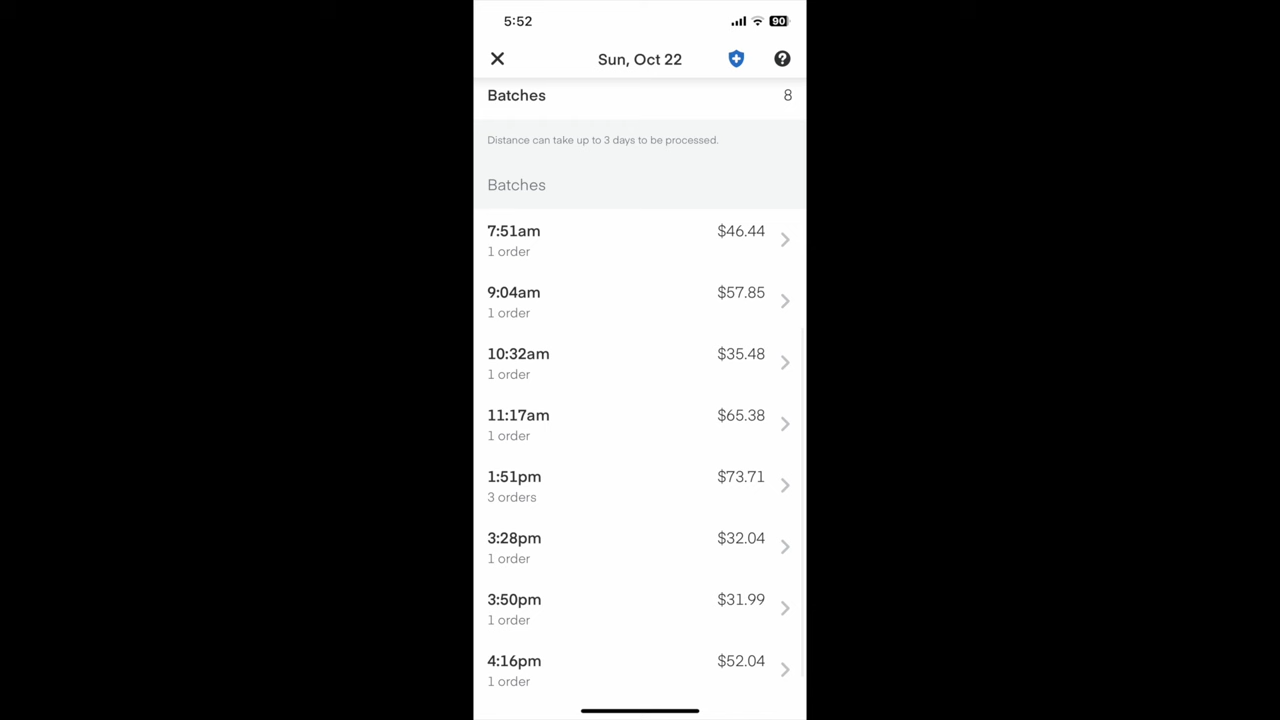 5:52
90
Sun, Oct 22
Batches 8
Distance can take up to 3 days to be processed.
Batches
7:51am $46.44
1 order
9:04am $57.85
1 order
10:32am $35.48
1 order
11:17am $65.38
1 order
1:51pm $73.71
3 orders
3:28pm $32.04
1 order
3:50pm $31.99
1 order
4:16pm $52.04
1 order